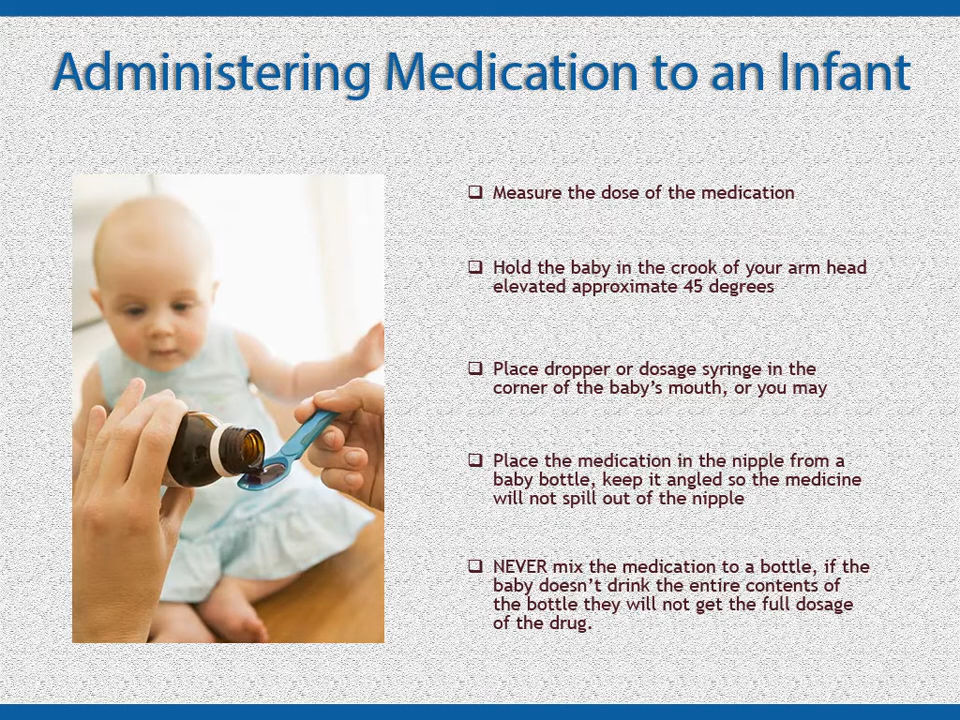 Administering Medication to an Infant
Measure the dose of the medication
Hold the baby in the crook of your arm head
elevated approximate 45 degrees
Place dropper or dosage syringe in the
corner of the baby's mouth, or you may
Place the medication in the nipple from a
baby bottle, keep it angled so the medicine
will not spill out of the nipple
NEVER mix the medication to a bottle, if the
baby doesn't drink the entire contents of
the bottle they will not get the full dosage
of the drug.